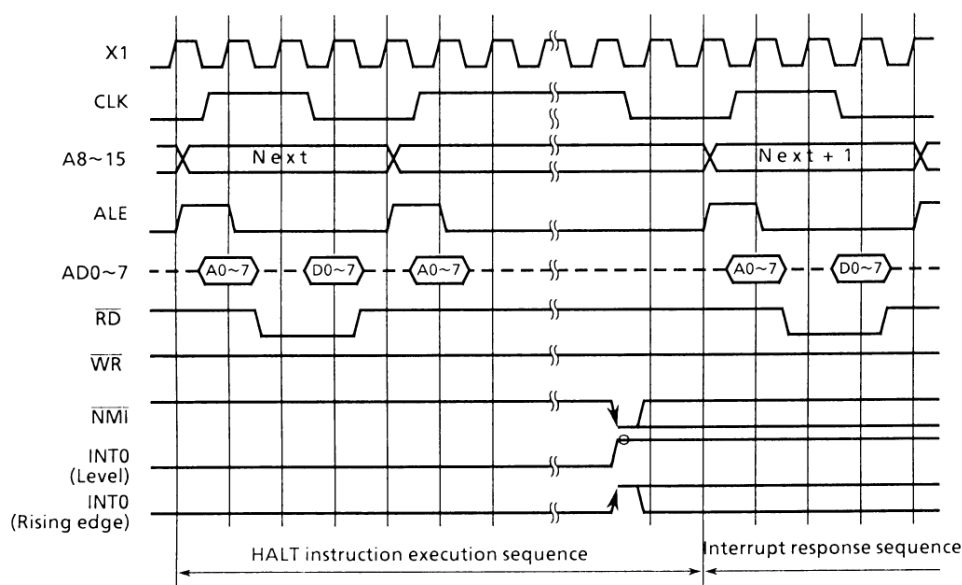 X1
CLK
A8~15
Next
Next + 1
ALE
AD0~7
A0~7
D0~7
A0~7
A0~7
D0~7
RD
WR
NMI
INT0
(Level)
INT0
(Rising edge)
HALT instruction execution sequence
Interrupt response sequence